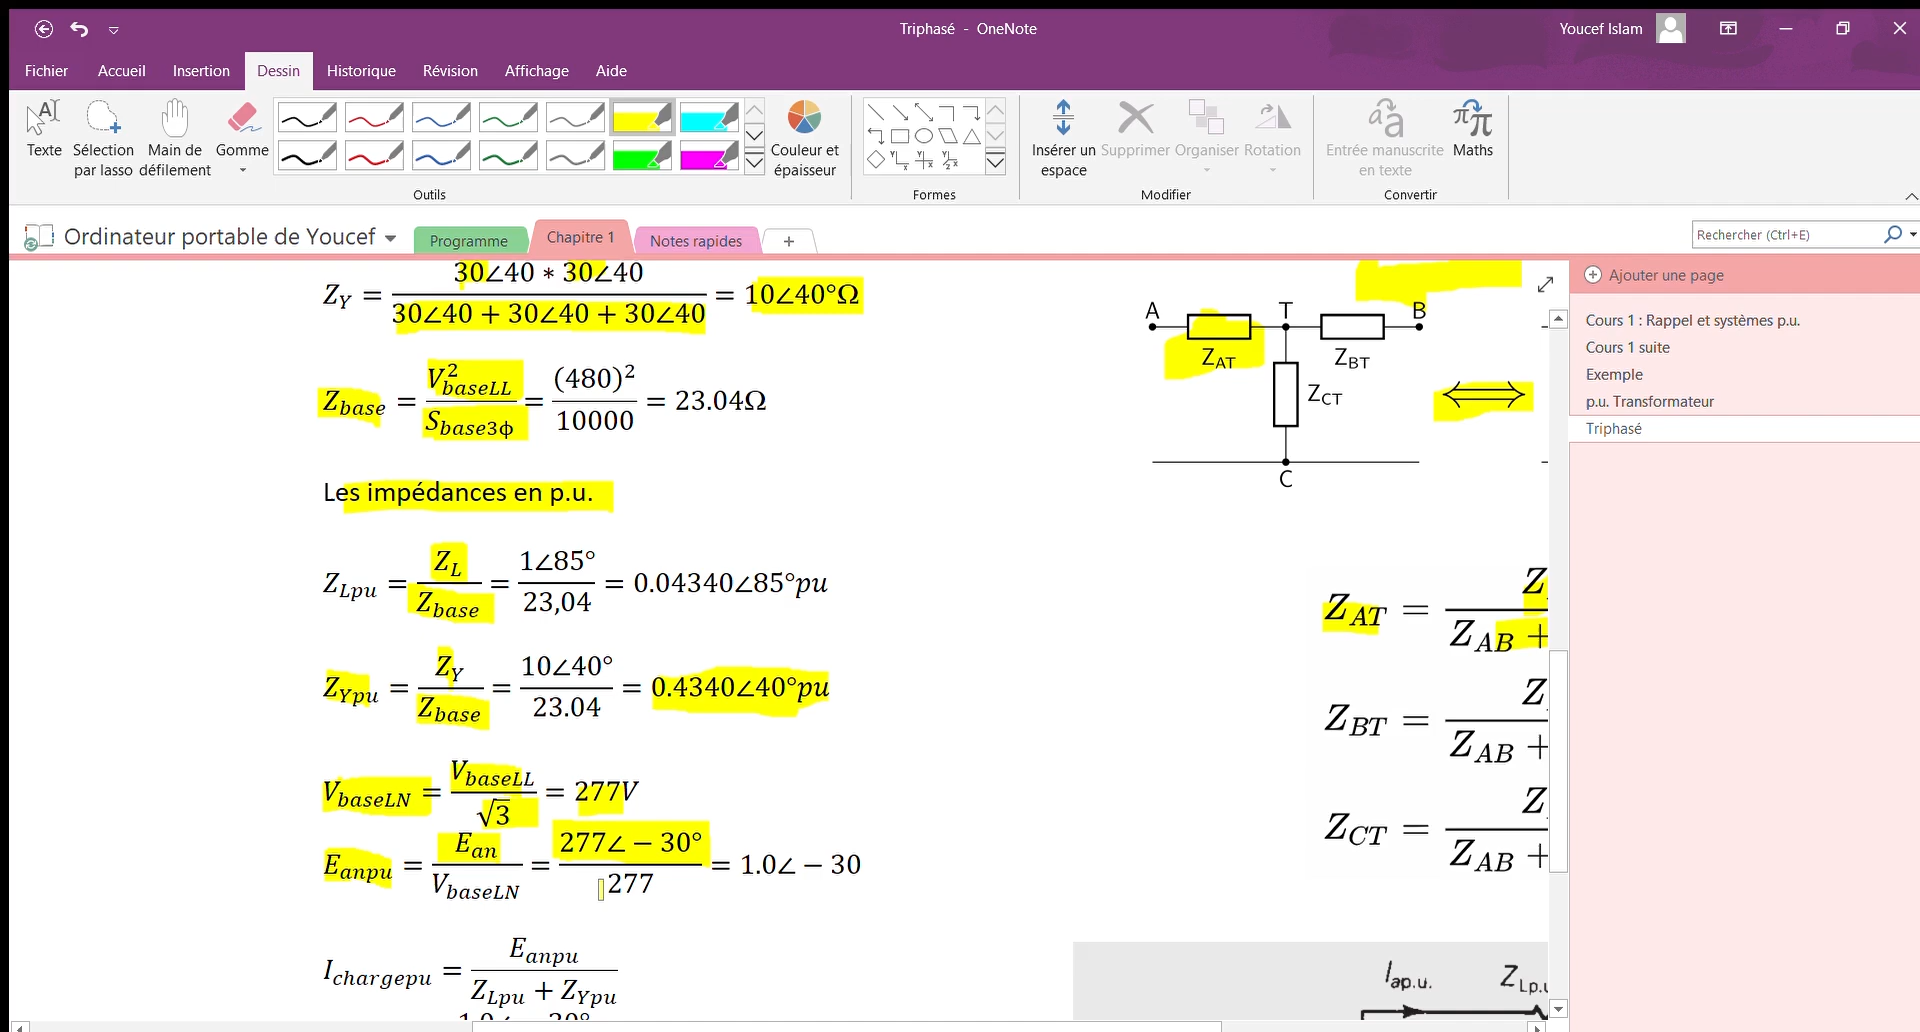 Triphasé - OneNote
Youcef Islam
Fichier Accueil Insertion Dessin Historique Révision Affichage Aide
Texte
Sélection par lasso
Main de défilement
Gomme
Couleur et épaisseur
Outils
Formes
Insérer un espace
Supprimer
Organiser
Rotation
Modifier
Entrée manuscrite en texte
Maths
Convertir
Ordinateur portable de Youcef
Programme
Chapitre 1
Notes rapides
Rechercher (Ctrl+E)
Z_Y = (30∠40 * 30∠40) / (30∠40 + 30∠40 + 30∠40) = 10∠40°Ω
Z_base = V²_baseLL / S_base3ϕ = (480)² / 10000 = 23.04Ω
Les impédances en p.u.
Z_Lpu = Z_L / Z_base = 1∠85° / 23,04 = 0.04340∠85°pu
Z_Ypu = Z_Y / Z_base = 10∠40° / 23.04 = 0.4340∠40°pu
V_baseLN = V_baseLL / √3 = 277V
E_anpu = E_an / V_baseLN = 277∠ − 30° / 277 = 1.0∠ − 30
I_chargepu = E_anpu / (Z_Lpu + Z_Ypu)
A T B
Z_AT Z_BT
Z_CT
C
Z_AT = Z / Z_AB +
Z_BT = Z / Z_AB +
Z_CT = Z / Z_AB +
I_ap.u. Z_Lp.u
Ajouter une page
Cours 1 : Rappel et systèmes p.u.
Cours 1 suite
Exemple
p.u. Transformateur
Triphasé